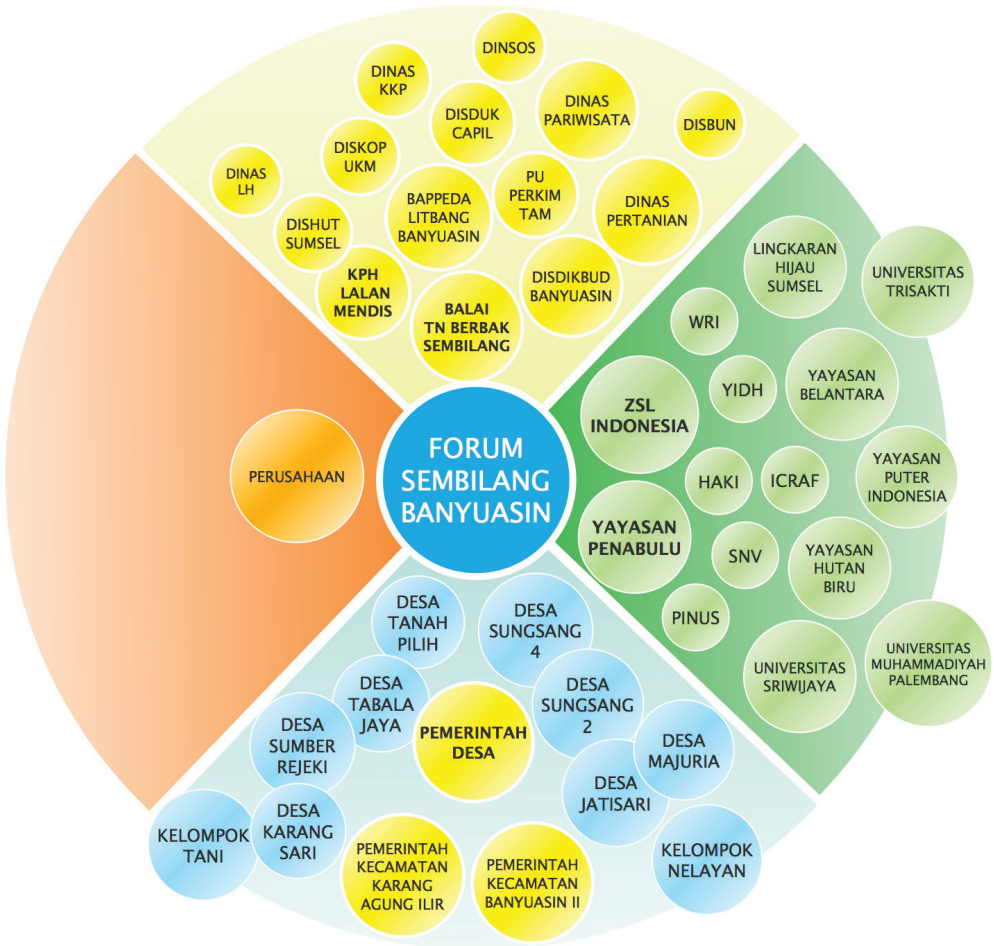 DINSOS
DINAS
KKP
DINAS
PARIWISATA
DISDUK
CAPIL
DISBUN
DISKOP
UKM
DINAS
LH
PU
PERKIM
TAM
BAPPEDA
LITBANG
BANYUASIN
DINAS
PERTANIAN
DISHUT
SUMSEL
KPH
LALAN
MENDIS
DISDIKBUD
BANYUASIN
BALAI
TN BERBAK
SEMBILANG
LINGKARAN
HIJAU
SUMSEL
UNIVERSITAS
TRISAKTI
WRI
YIDH
YAYASAN
BELANTARA
ZSL
INDONESIA
HAKI
ICRAF
YAYASAN
PUTER
INDONESIA
YAYASAN
PENABULU
SNV
YAYASAN
HUTAN
BIRU
PINUS
UNIVERSITAS
SRIWIJAYA
UNIVERSITAS
MUHAMMADIYAH
PALEMBANG
FORUM
SEMBILANG
BANYUASIN
PERUSAHAAN
DESA
TANAH
PILIH
DESA
SUNGSANG
4
DESA
TABALA
JAYA
DESA
SUNGSANG
2
DESA
SUMBER
REJEKI
PEMERINTAH
DESA
DESA
MAJURIA
DESA
JATISARI
DESA
KARANG
SARI
KELOMPOK
TANI
PEMERINTAH
KECAMATAN
KARANG
AGUNG ILIR
PEMERINTAH
KECAMATAN
BANYUASIN II
KELOMPOK
NELAYAN